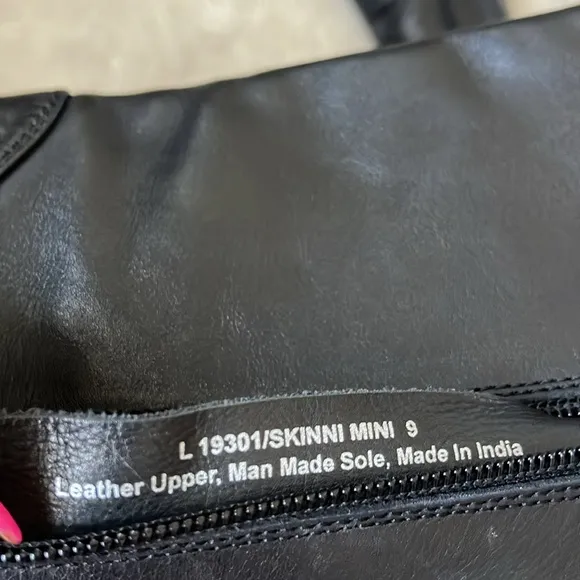 L 19301/SKINNI MINI 9
Leather Upper, Man Made Sole, Made In India